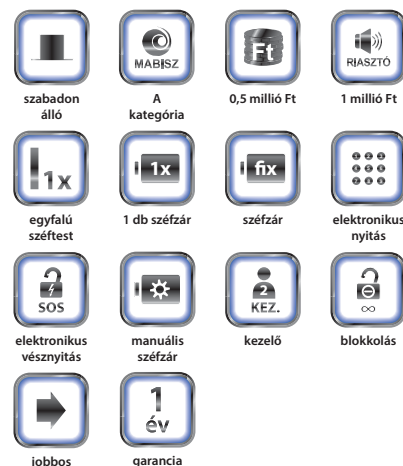 MABISZ
Ft
RIASZTÓ
szabadon
álló
A
kategória
0,5 millió Ft
1 millió Ft
1x
1x
fix
egyfalú
széftest
1 db széfzár
széfzár
elektronikus
nyitás
SOS
2
KEZ.
∞
elektronikus
vésznyitás
manuális
széfzár
kezelő
blokkolás
1
év
jobbos
garancia